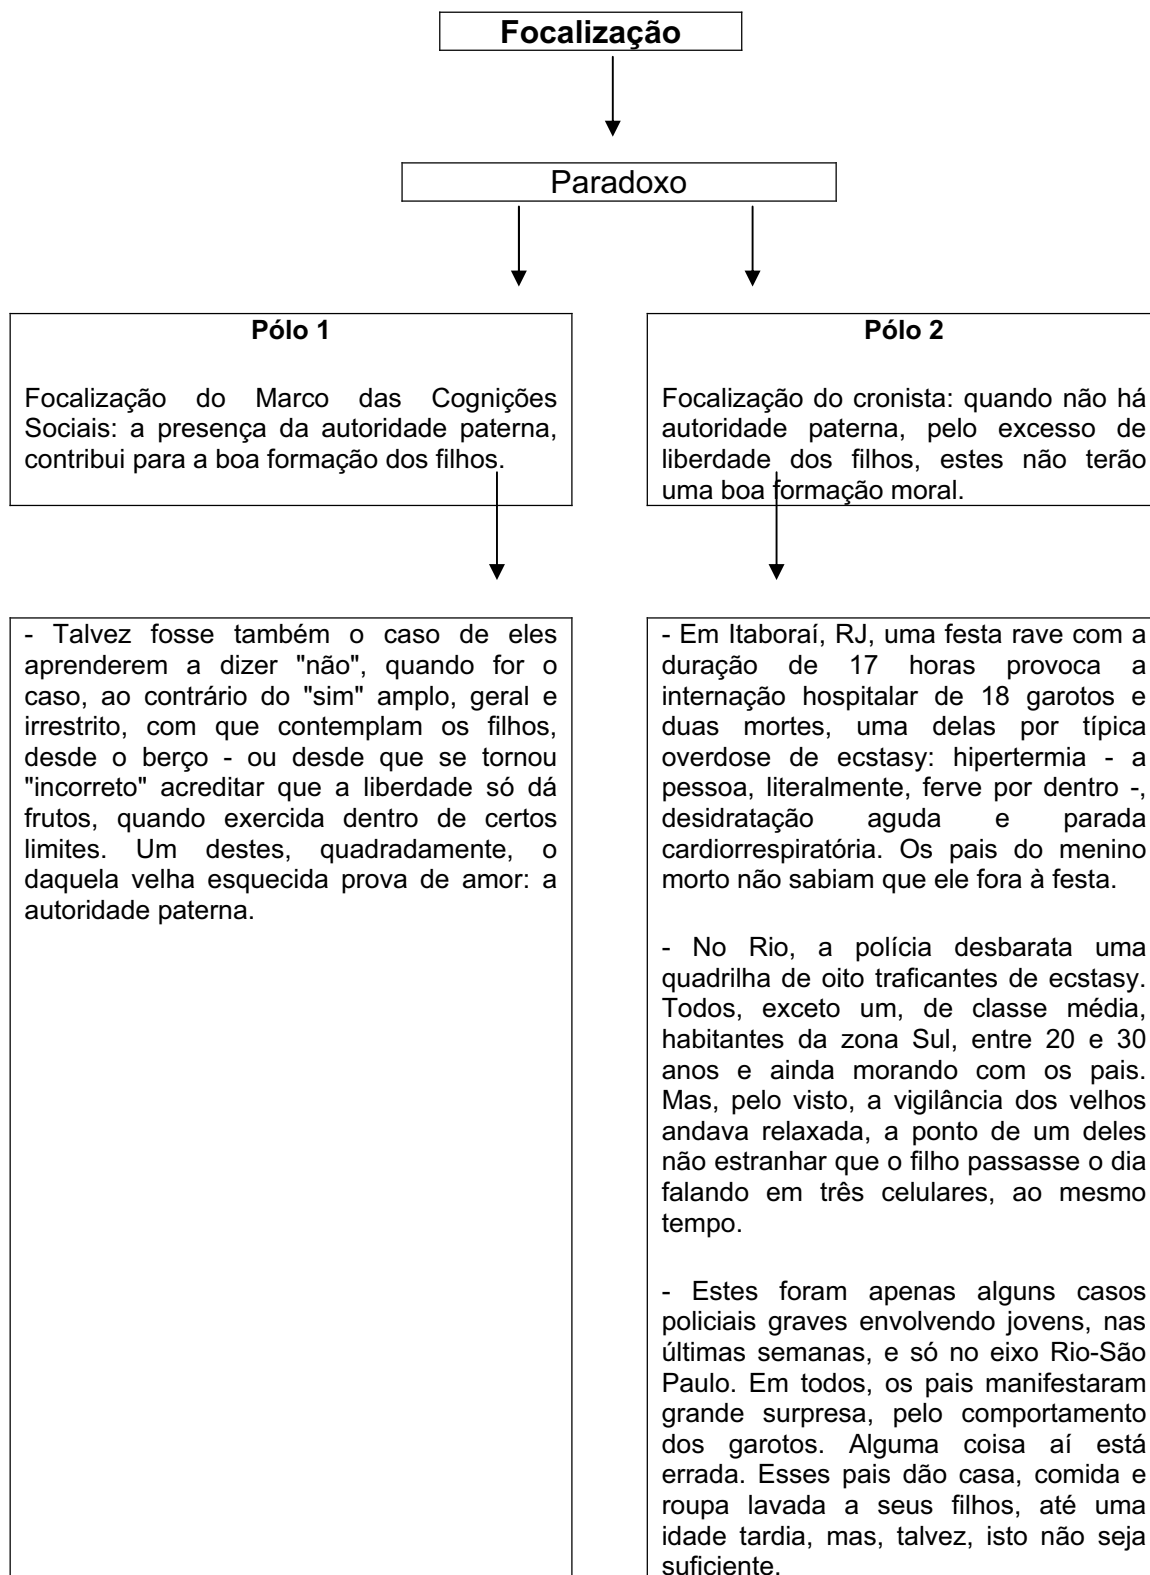 Focalização
Paradoxo
Pólo 1
Focalização do Marco das Cognições
Sociais: a presença da autoridade paterna,
contribui para a boa formação dos filhos.
Pólo 2
Focalização do cronista: quando não há
autoridade paterna, pelo excesso de
liberdade dos filhos, estes não terão
uma boa formação moral.
- Talvez fosse também o caso de eles
aprenderem a dizer "não", quando for o
caso, ao contrário do "sim" amplo, geral e
irrestrito, com que contemplam os filhos,
desde o berço - ou desde que se tornou
"incorreto" acreditar que a liberdade só dá
frutos, quando exercida dentro de certos
limites. Um destes, quadradamente, o
daquela velha esquecida prova de amor: a
autoridade paterna.
- Em Itaboraí, RJ, uma festa rave com a
duração de 17 horas provoca a
internação hospitalar de 18 garotos e
duas mortes, uma delas por típica
overdose de ecstasy: hipertermia - a
pessoa, literalmente, ferve por dentro -,
desidratação aguda e parada
cardiorrespiratória. Os pais do menino
morto não sabiam que ele fora à festa.
- No Rio, a polícia desbarata uma
quadrilha de oito traficantes de ecstasy.
Todos, exceto um, de classe média,
habitantes da zona Sul, entre 20 e 30
anos e ainda morando com os pais.
Mas, pelo visto, a vigilância dos velhos
andava relaxada, a ponto de um deles
não estranhar que o filho passasse o dia
falando em três celulares, ao mesmo
tempo.
- Estes foram apenas alguns casos
policiais graves envolvendo jovens, nas
últimas semanas, e só no eixo Rio-São
Paulo. Em todos, os pais manifestaram
grande surpresa, pelo comportamento
dos garotos. Alguma coisa aí está
errada. Esses pais dão casa, comida e
roupa lavada a seus filhos, até uma
idade tardia, mas, talvez, isto não seja
suficiente.